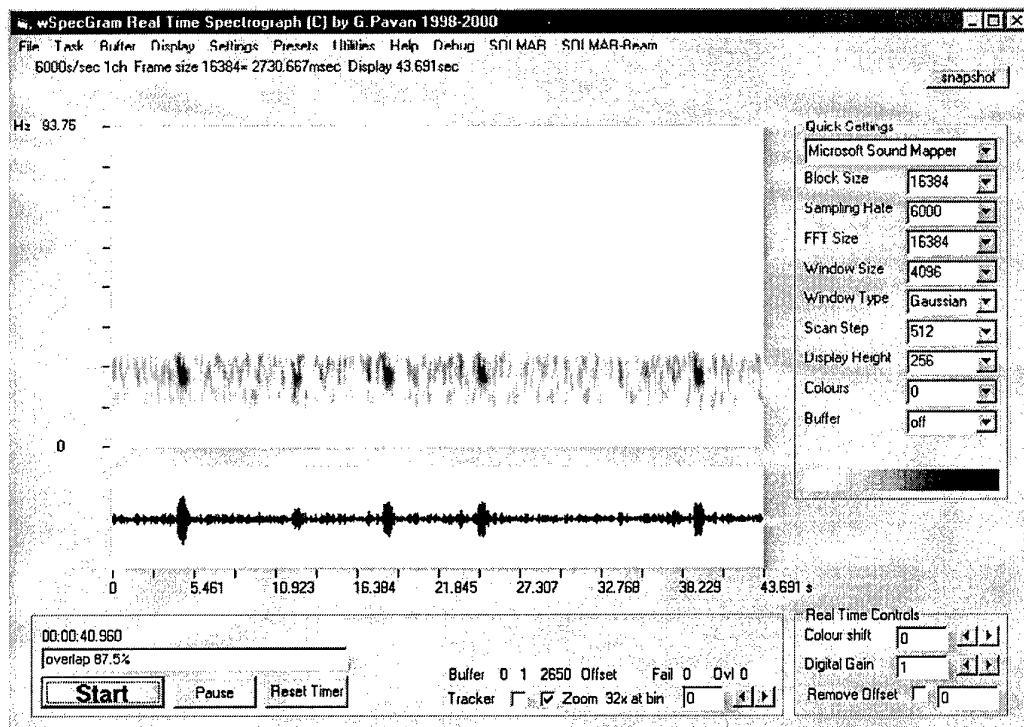 wSpecGram Real Time Spectrograph (C) by G.Pavan 1998-2000
File Task Buffer Display Settings Presets Utilities Help Debug SOLMAR SOLMAR-Beam
6000s/sec 1ch Frame size 16384= 2730.667msec Display 43.691sec
snapshot
Hz 93.75
0
0 5.461 10.923 16.384 21.845 27.307 32.768 38.229 43.691 s
Quick Settings
Microsoft Sound Mapper
Block Size 16384
Sampling Rate 6000
FFT Size 16384
Window Size 4096
Window Type Gaussian
Scan Step 512
Display Height 256
Colours 0
Buffer off
00:00:40.960
overlap 87.5%
Start Pause Reset Timer
Buffer 0 1 2650 Offset Fail 0 Ovl 0
Tracker Zoom 32x at bin 0
Real Time Controls
Colour shift 0
Digital Gain 1
Remove Offset 0